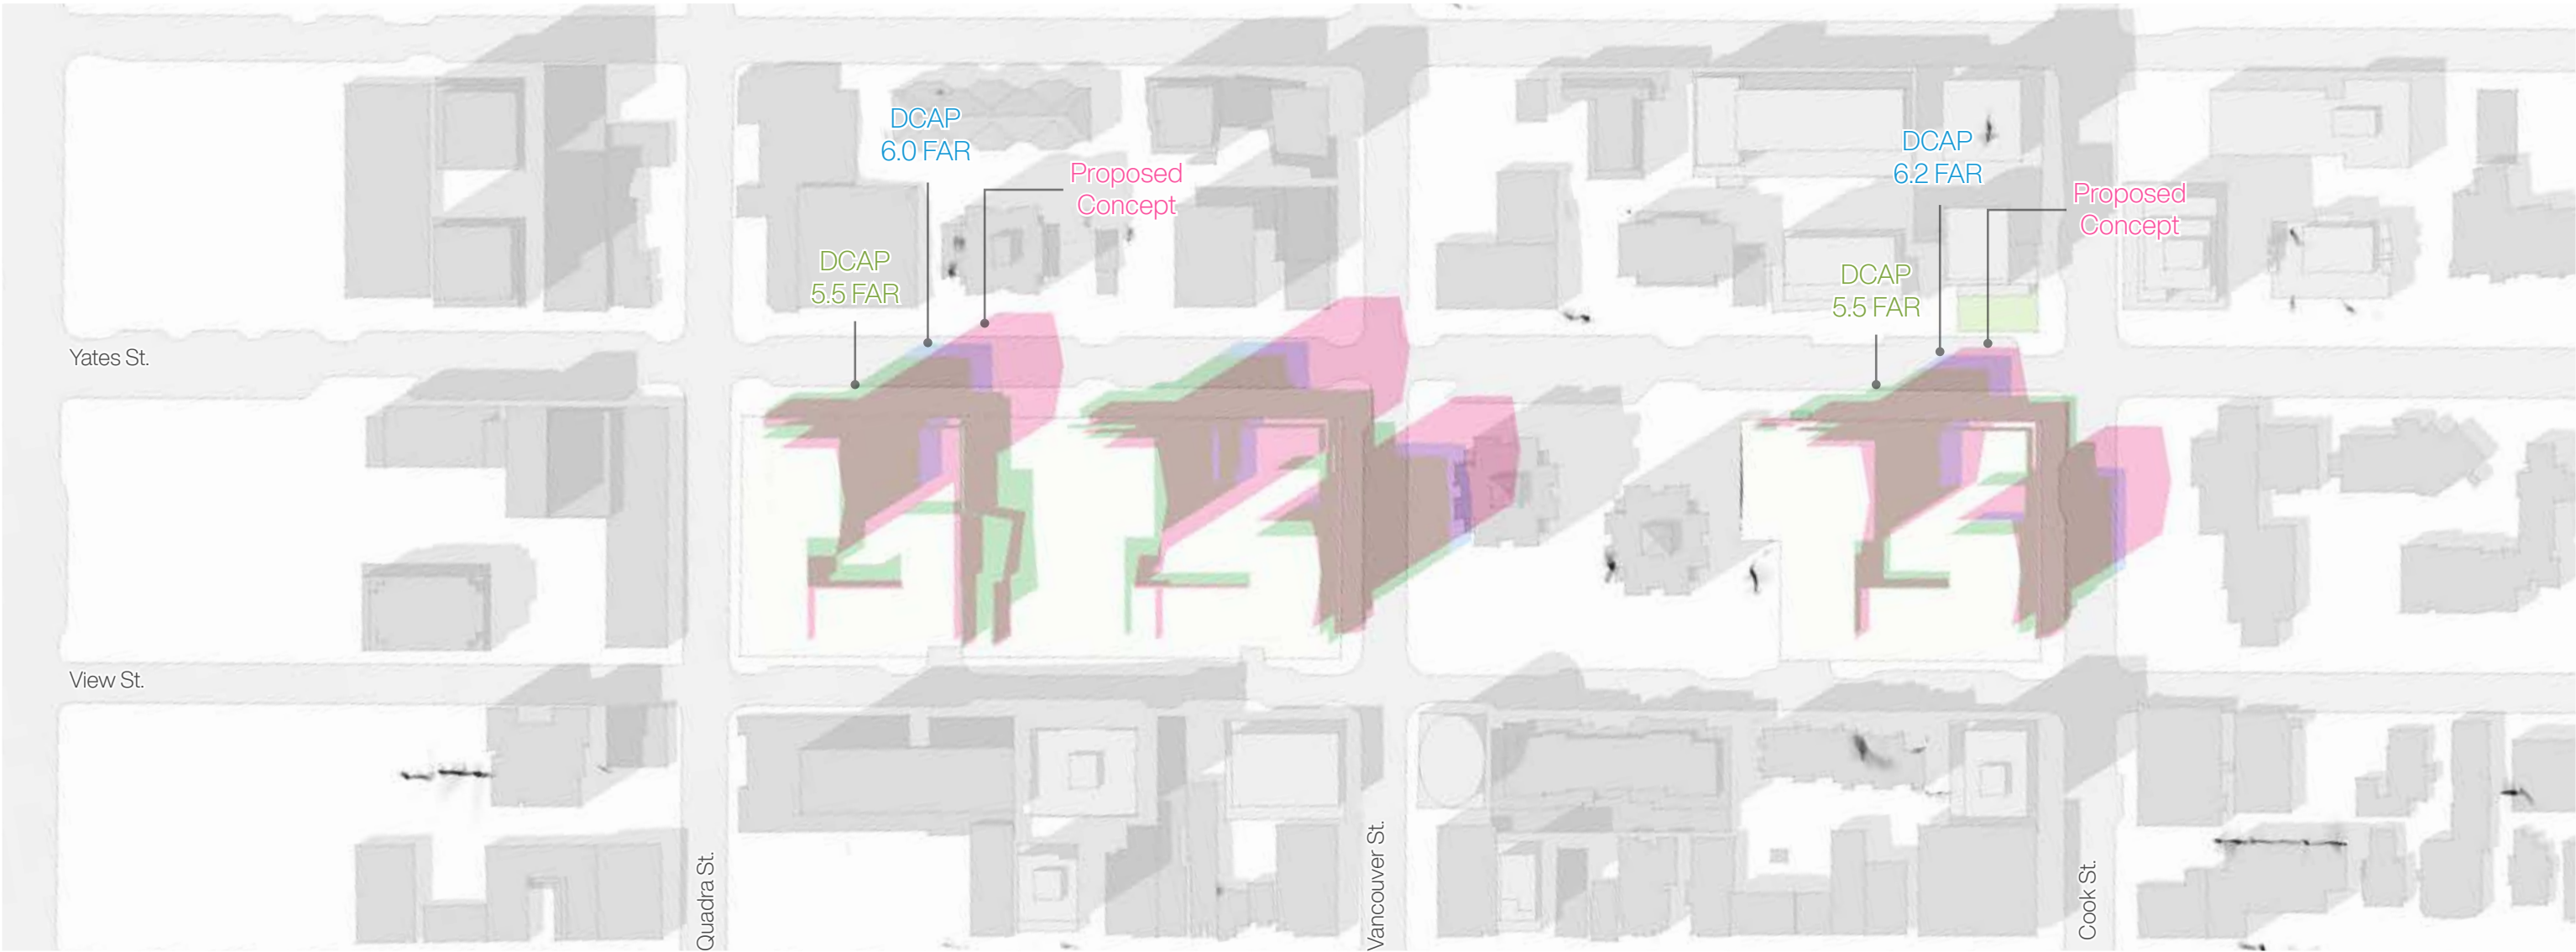 DCAP
6.0 FAR
Proposed
Concept
DCAP
5.5 FAR
DCAP
6.2 FAR
Proposed
Concept
DCAP
5.5 FAR
Yates St.
View St.
Quadra St.
Vancouver St.
Cook St.